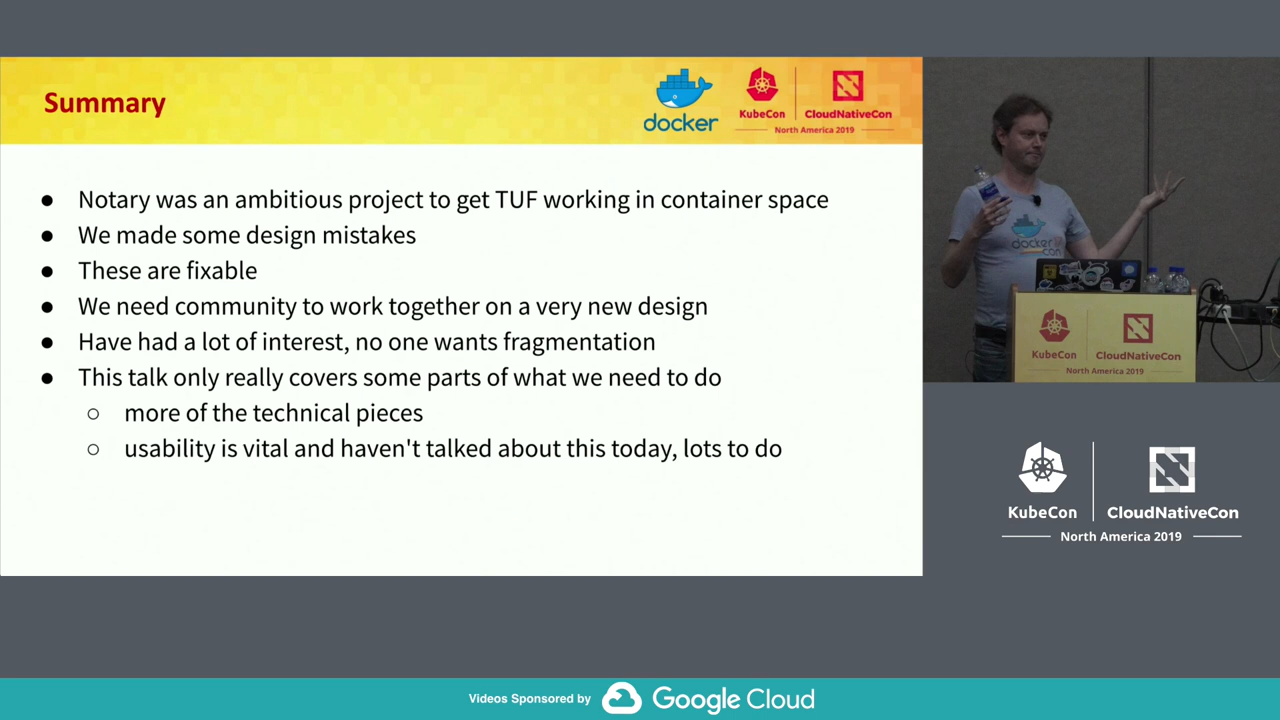 Summary
docker
KubeCon
CloudNativeCon
North America 2019
● Notary was an ambitious project to get TUF working in container space
● We made some design mistakes
● These are fixable
● We need community to work together on a very new design
● Have had a lot of interest, no one wants fragmentation
● This talk only really covers some parts of what we need to do
○ more of the technical pieces
○ usability is vital and haven't talked about this today, lots to do
docker
con
KubeCon
CloudNativeCon
North America 2019
KubeCon
CloudNativeCon
North America 2019
Videos Sponsored by
Google Cloud